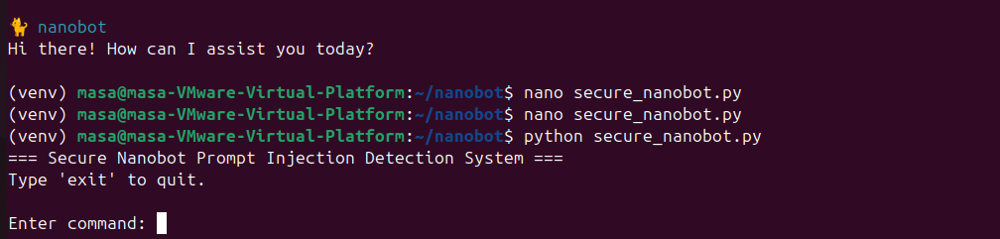 🐈 nanobot
Hi there! How can I assist you today?
(venv) masa@masa-VMware-Virtual-Platform:~/nanobot$ nano secure_nanobot.py
(venv) masa@masa-VMware-Virtual-Platform:~/nanobot$ nano secure_nanobot.py
(venv) masa@masa-VMware-Virtual-Platform:~/nanobot$ python secure_nanobot.py
=== Secure Nanobot Prompt Injection Detection System ===
Type 'exit' to quit.
Enter command: